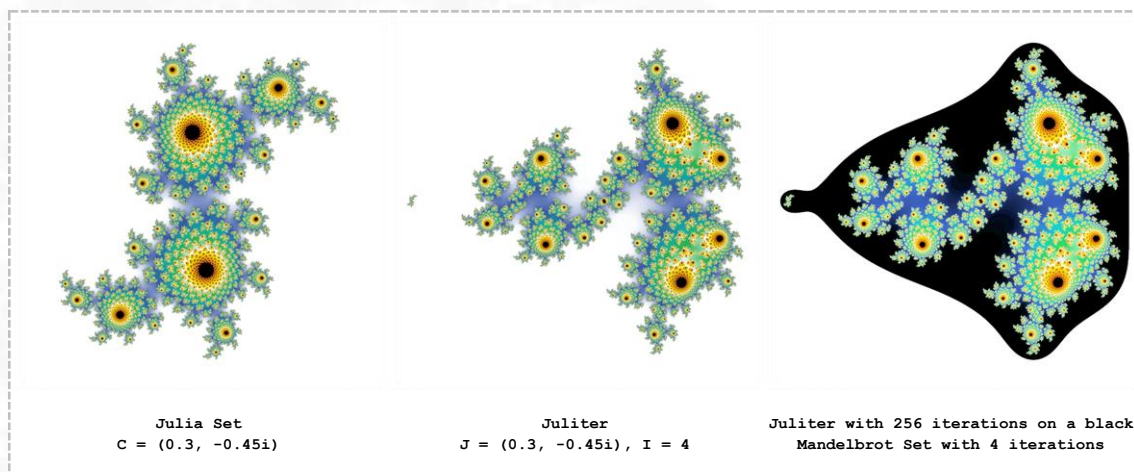 Julia Set
C = (0.3, -0.45i)
Juliter
J = (0.3, -0.45i), I = 4
Juliter with 256 iterations on a black
Mandelbrot Set with 4 iterations